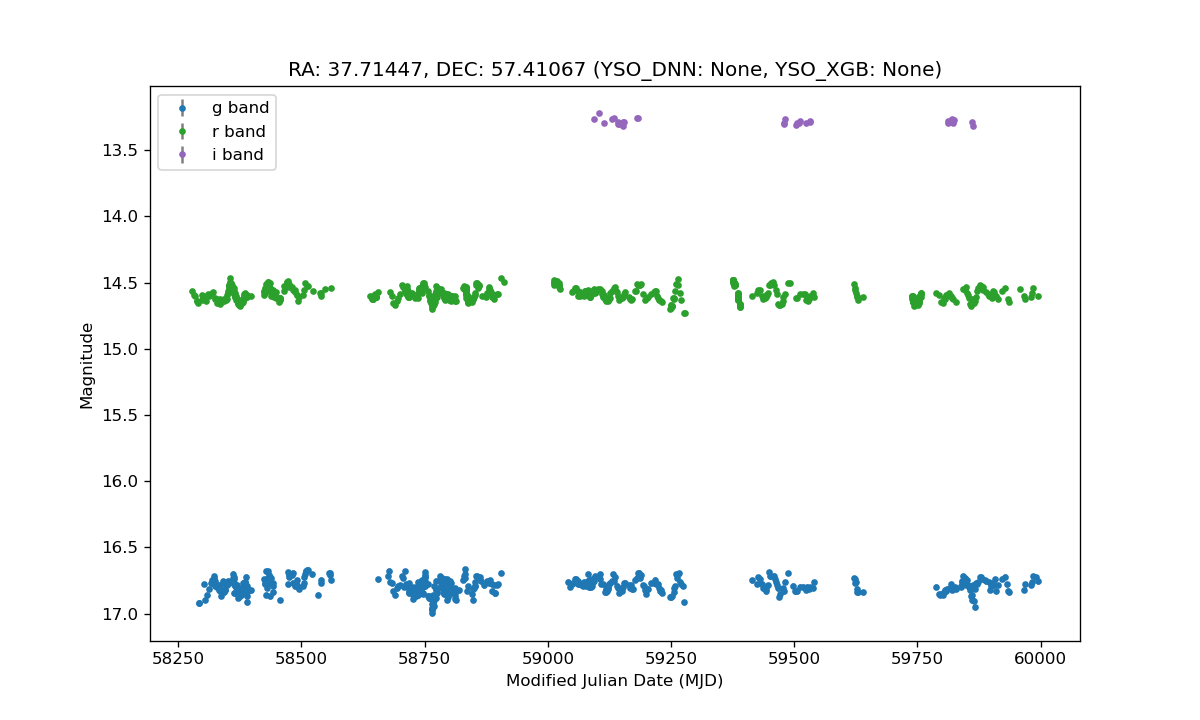 RA: 37.71447, DEC: 57.41067 (YSO_DNN: None, YSO_XGB: None)
g band
r band
i band
13.5
14.0
14.5
15.0
15.5
16.0
16.5
17.0
Magnitude
58250 58500 58750 59000 59250 59500 59750 60000
Modified Julian Date (MJD)